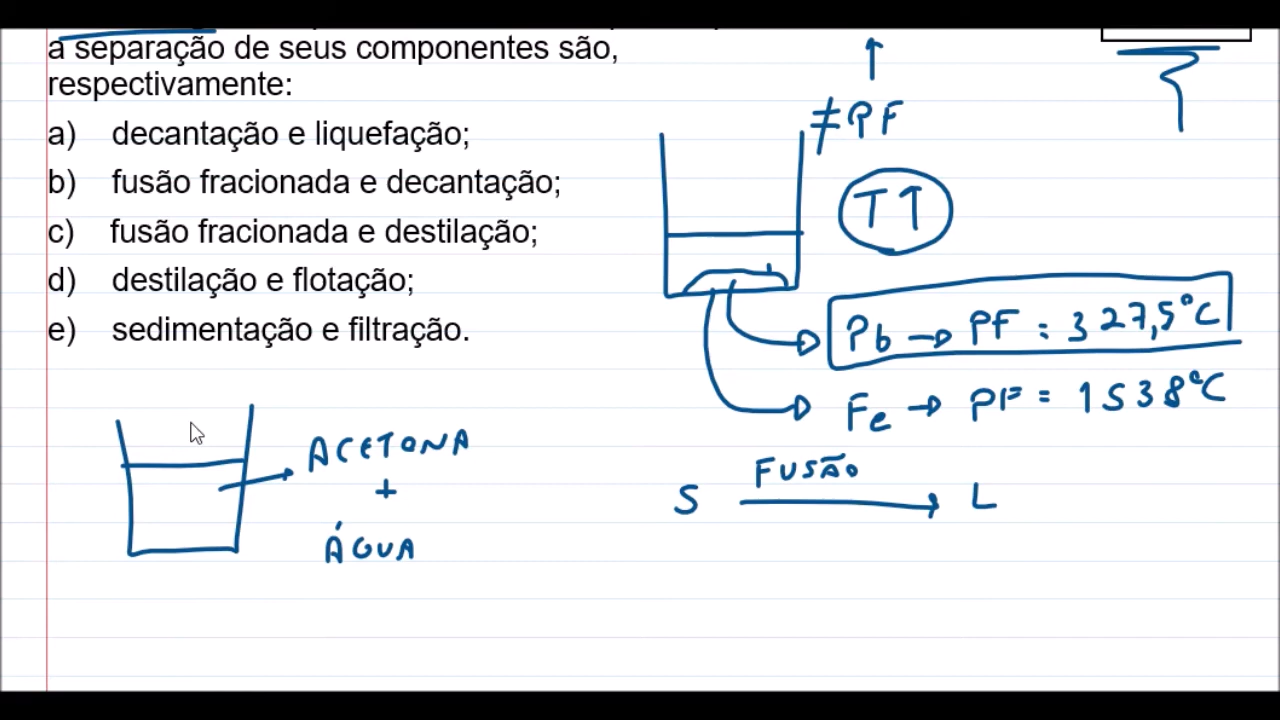 a separação de seus componentes são,
respectivamente:
a) decantação e liquefação;
b) fusão fracionada e decantação;
c) fusão fracionada e destilação;
d) destilação e flotação;
e) sedimentação e filtração.
≠PF
T↑
Pb → PF = 327,5°C
Fe → PF = 1538°C
S FUSÃO L
ACETONA
+
ÁGUA